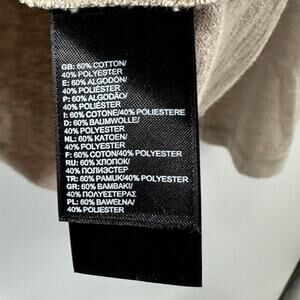 GB: 60% COTTON/
40% POLYESTER
E: 60% ALGODÓN/
40% POLIÉSTER
P: 60% ALGODÃO/
40% POLIÉSTER
I: 60% COTONE/40% POLIESTERE
D: 60% BAUMWOLLE/
40% POLYESTER
NL: 60% KATOEN
40% POLYESTER
F: 60% COTON/40% POLYESTER
RU: 60% ХЛОПОК/
40% ПОЛИЭСТЕР
TR: 60% PAMUK/40% POLYESTER
GR: 60% ΒΑΜΒΑΚΙ/
40% ΠΟΛΥΕΣΤΕΡΑΣ
PL: 60% BAWEŁNA/
40% POLIESTER